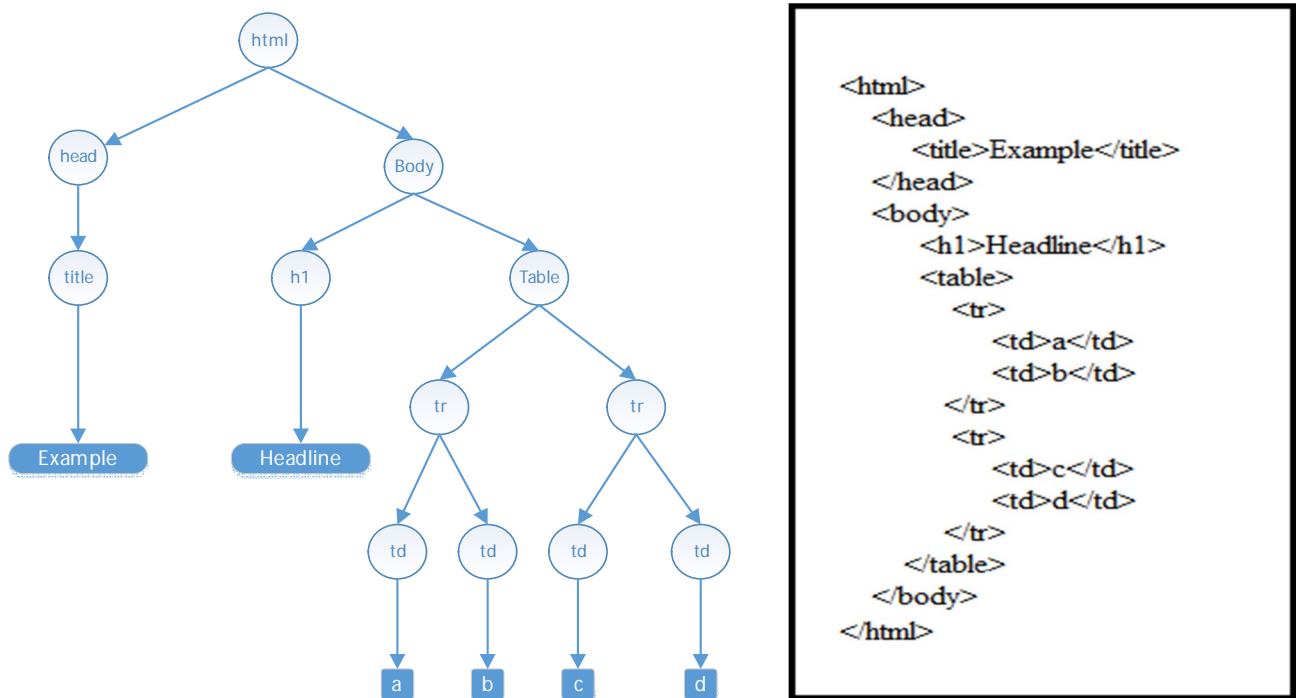 html
head
Body
title
h1
Table
tr
tr
Example
Headline
td
td
td
td
a
b
c
d
<html>
<head>
<title>Example</title>
</head>
<body>
<h1>Headline</h1>
<table>
<tr>
<td>a</td>
<td>b</td>
</tr>
<tr>
<td>c</td>
<td>d</td>
</tr>
</table>
</body>
</html>